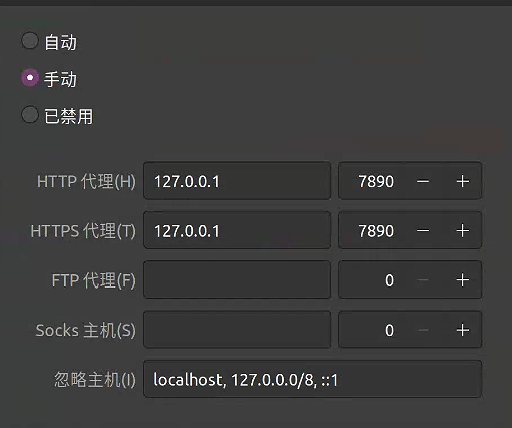 自动
手动
已禁用
HTTP 代理(H) 127.0.0.1 7890 − +
HTTPS 代理(T) 127.0.0.1 7890 − +
FTP 代理(F) 0 − +
Socks 主机(S) 0 − +
忽略主机(I) localhost, 127.0.0.0/8, ::1